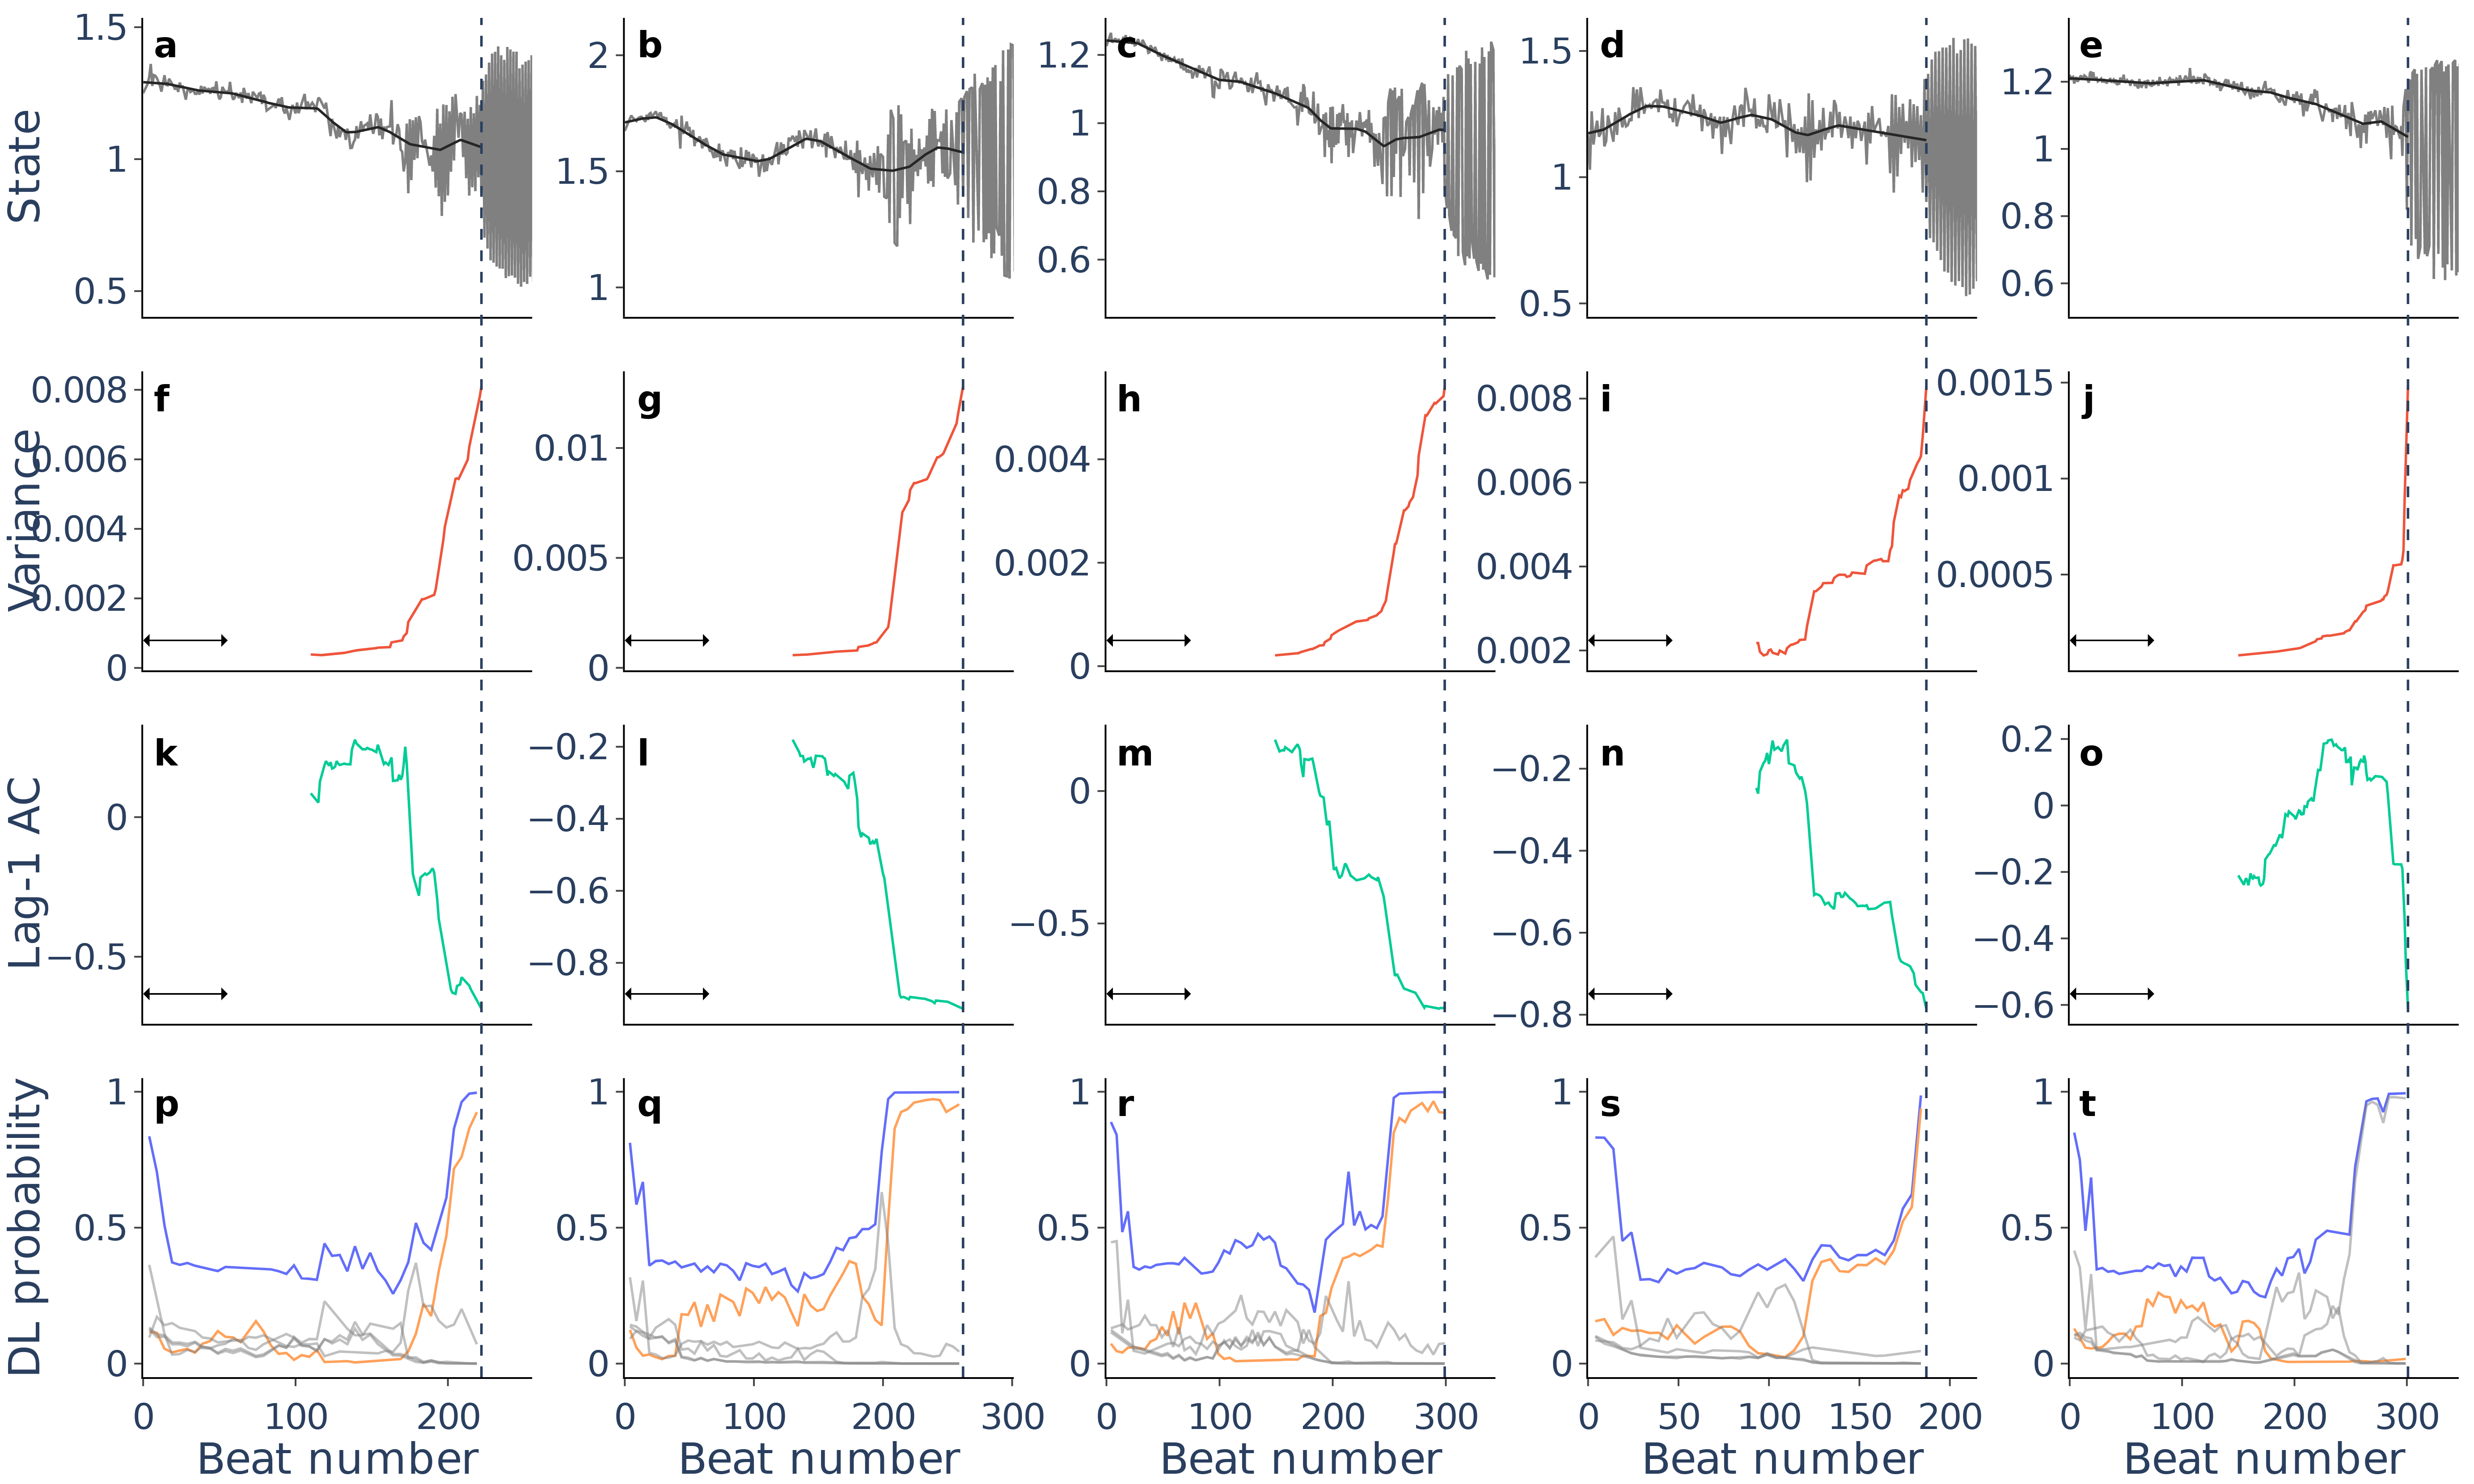 State
1.5
1
0.5
a
2
1.5
1
b
1.2
1
0.8
0.6
c
1.5
1
0.5
d
1.2
1
0.8
0.6
e
Variance
0.008
0.006
0.004
0.002
0
f
0.01
0.005
0
g
0.004
0.002
0
h
0.008
0.006
0.004
0.002
i
0.0015
0.001
0.0005
j
Lag-1 AC
0
−0.5
k
−0.2
−0.4
−0.6
−0.8
l
0
−0.5
m
−0.2
−0.4
−0.6
−0.8
n
0.2
0
−0.2
−0.4
−0.6
o
DL probability
1
0.5
0
p
1
0.5
0
q
1
0.5
0
r
1
0.5
0
s
1
0.5
0
t
0 100 200
0 100 200 300
0 100 200 300
0 50 100 150 200
0 100 200 300
Beat number
Beat number
Beat number
Beat number
Beat number